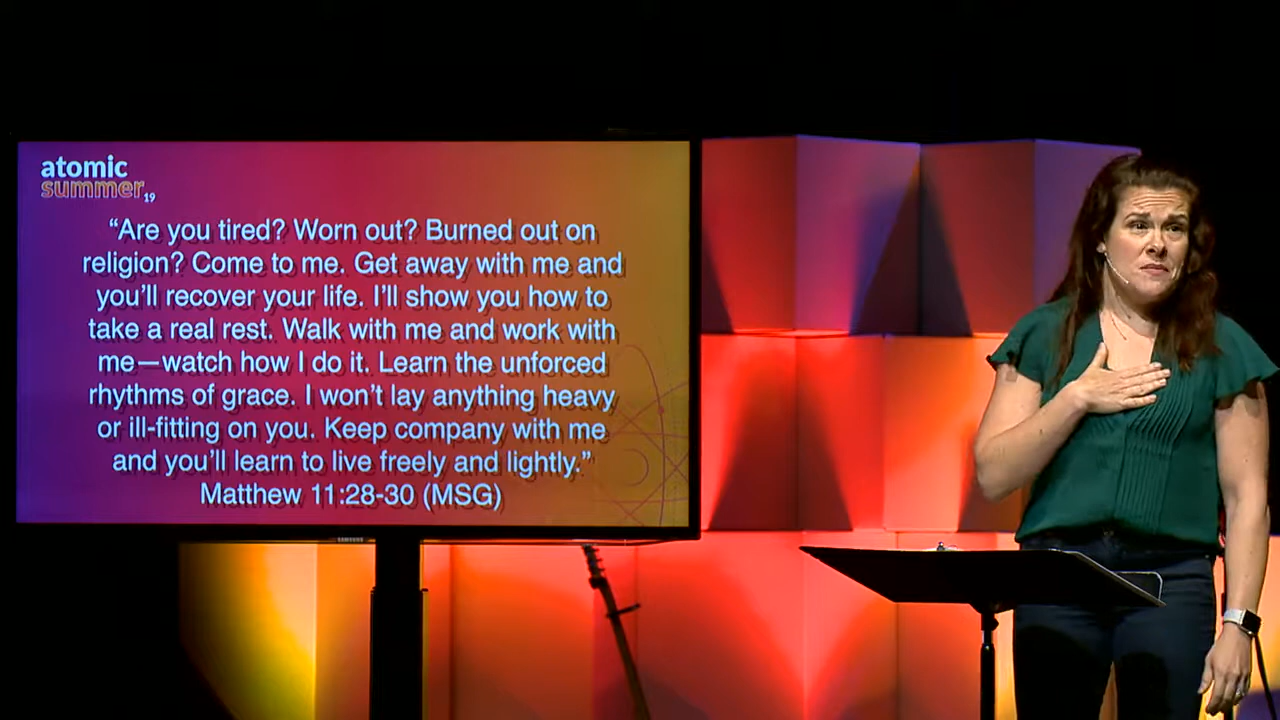 atomic
summer19
“Are you tired? Worn out? Burned out on
religion? Come to me. Get away with me and
you’ll recover your life. I’ll show you how to
take a real rest. Walk with me and work with
me—watch how I do it. Learn the unforced
rhythms of grace. I won’t lay anything heavy
or ill-fitting on you. Keep company with me
and you’ll learn to live freely and lightly.”
Matthew 11:28-30 (MSG)
SAMSUNG